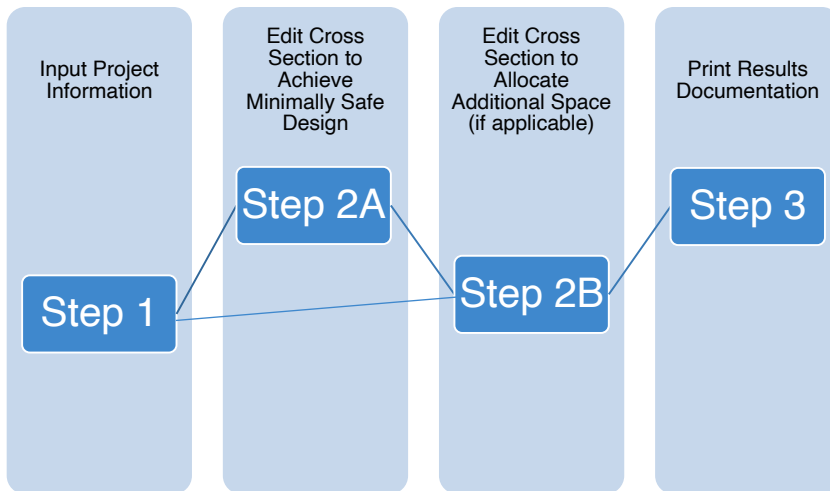 Input Project
Information
Edit Cross
Section to
Achieve
Minimally Safe
Design
Edit Cross
Section to
Allocate
Additional Space
(if applicable)
Print Results
Documentation
Step 1
Step 2A
Step 2B
Step 3